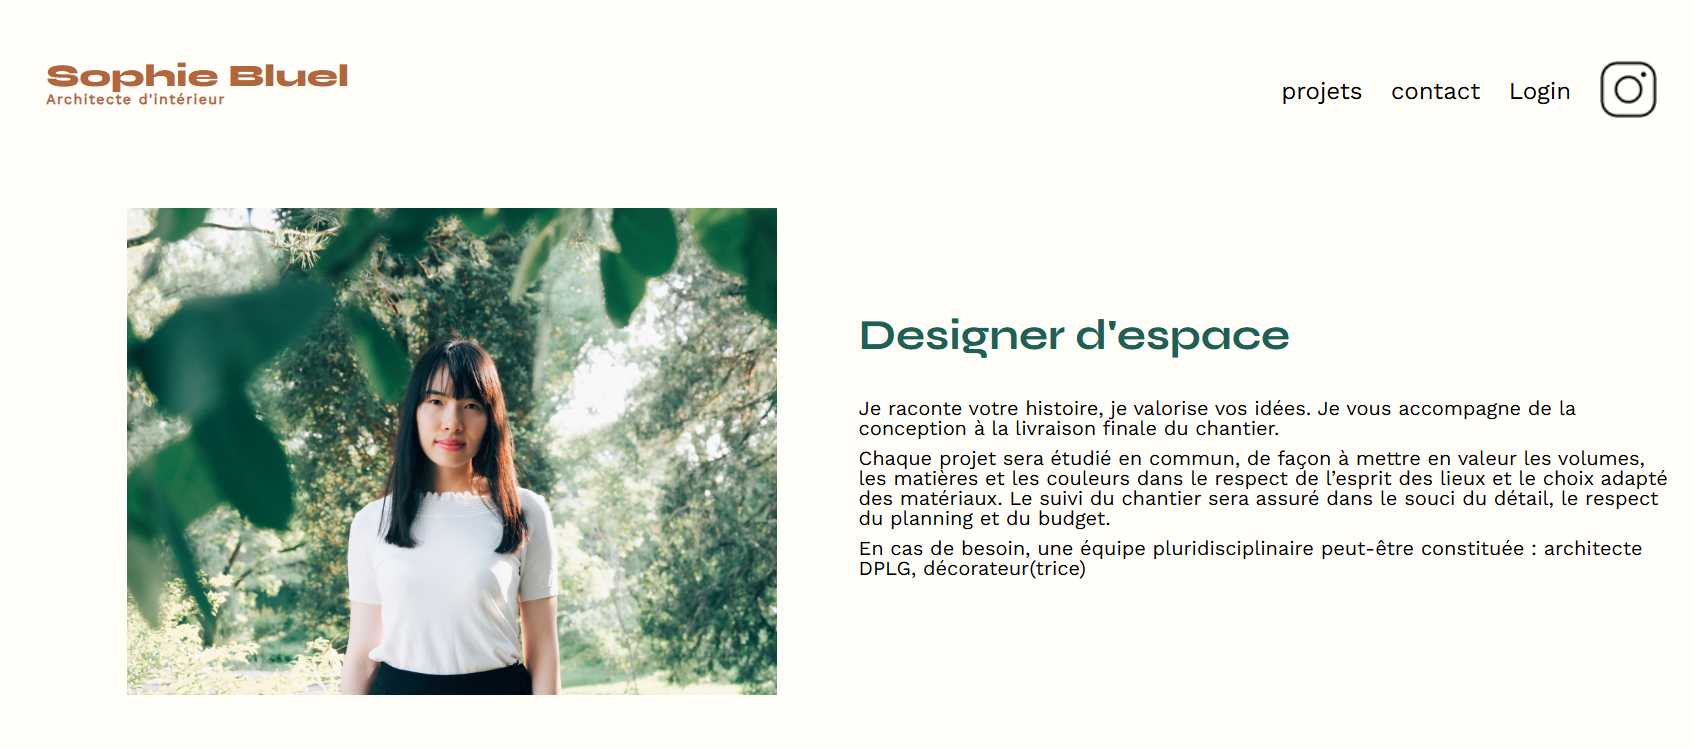 Sophie Bluel
Architecte d'intérieur
projets
contact
Login
Designer d'espace
Je raconte votre histoire, je valorise vos idées. Je vous accompagne de la
conception à la livraison finale du chantier.
Chaque projet sera étudié en commun, de façon à mettre en valeur les volumes,
les matières et les couleurs dans le respect de l’esprit des lieux et le choix adapté
des matériaux. Le suivi du chantier sera assuré dans le souci du détail, le respect
du planning et du budget.
En cas de besoin, une équipe pluridisciplinaire peut-être constituée : architecte
DPLG, décorateur(trice)